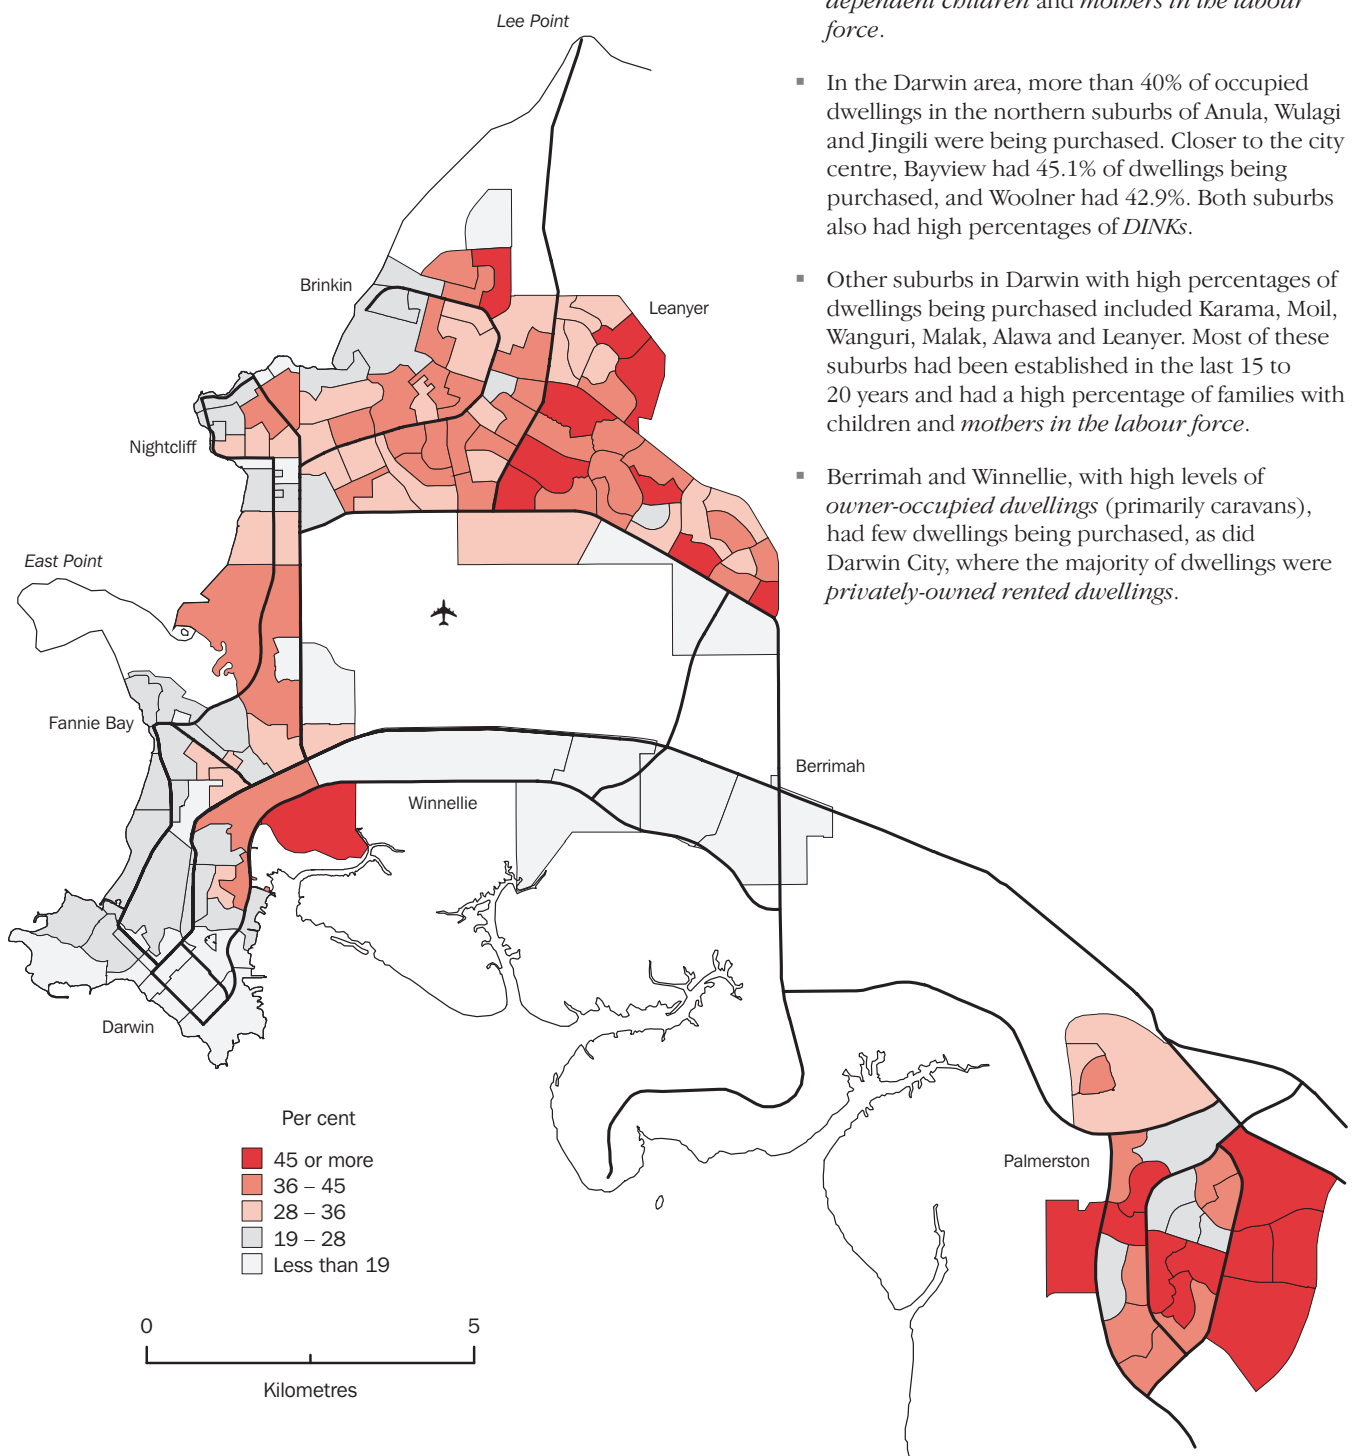 dependent children and mothers in the labour
force.
▪ In the Darwin area, more than 40% of occupied
dwellings in the northern suburbs of Anula, Wulagi
and Jingili were being purchased. Closer to the city
centre, Bayview had 45.1% of dwellings being
purchased, and Woolner had 42.9%. Both suburbs
also had high percentages of DINKs.
▪ Other suburbs in Darwin with high percentages of
dwellings being purchased included Karama, Moil,
Wanguri, Malak, Alawa and Leanyer. Most of these
suburbs had been established in the last 15 to
20 years and had a high percentage of families with
children and mothers in the labour force.
▪ Berrimah and Winnellie, with high levels of
owner-occupied dwellings (primarily caravans),
had few dwellings being purchased, as did
Darwin City, where the majority of dwellings were
privately-owned rented dwellings.
Lee Point
Brinkin
Leanyer
Nightcliff
East Point
Fannie Bay
Berrimah
Winnellie
Darwin
Palmerston
Per cent
45 or more
36 – 45
28 – 36
19 – 28
Less than 19
0 5
Kilometres